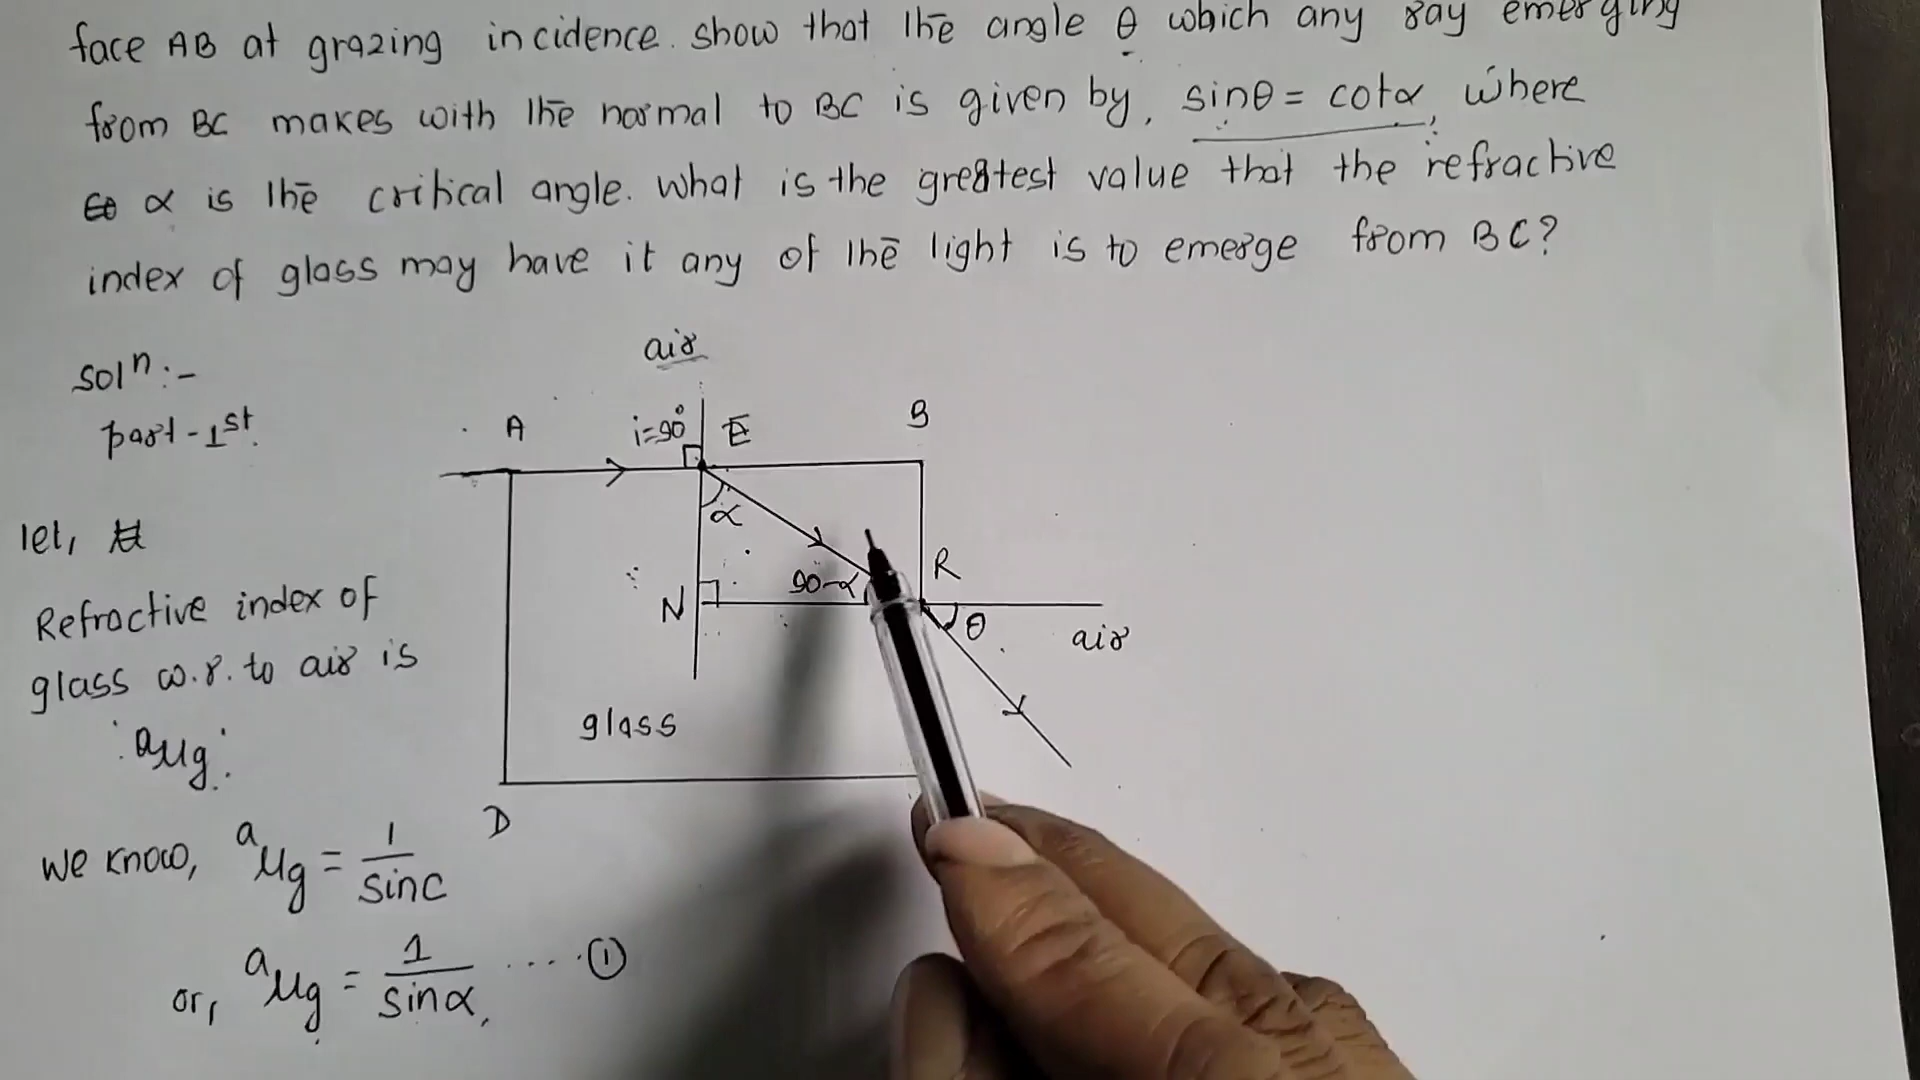 face AB at grazing incidence. show that the angle θ which any ray emerging
from BC makes with the normal to BC is given by, sinθ = cotα, where
α is the critical angle. What is the greatest value that the refractive
index of glass may have it any of the light is to emerge from BC?
Solⁿ:-
part-1st.
air
A
i=90°
E
B
α
let,
Refractive index of
glass w.r. to air is
'ᵃμg'
N
90-α
R
θ
air
glass
D
We know, ᵃμg = 1/sinC
or, ᵃμg = 1/sinα, ..... ①